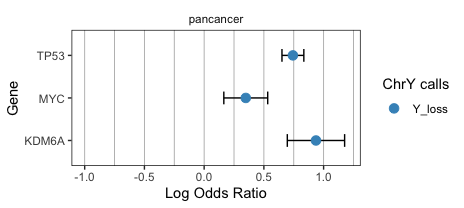 pancancer
TP53
MYC
KDM6A
Gene
-1.0 -0.5 0.0 0.5 1.0
Log Odds Ratio
ChrY calls
Y_loss